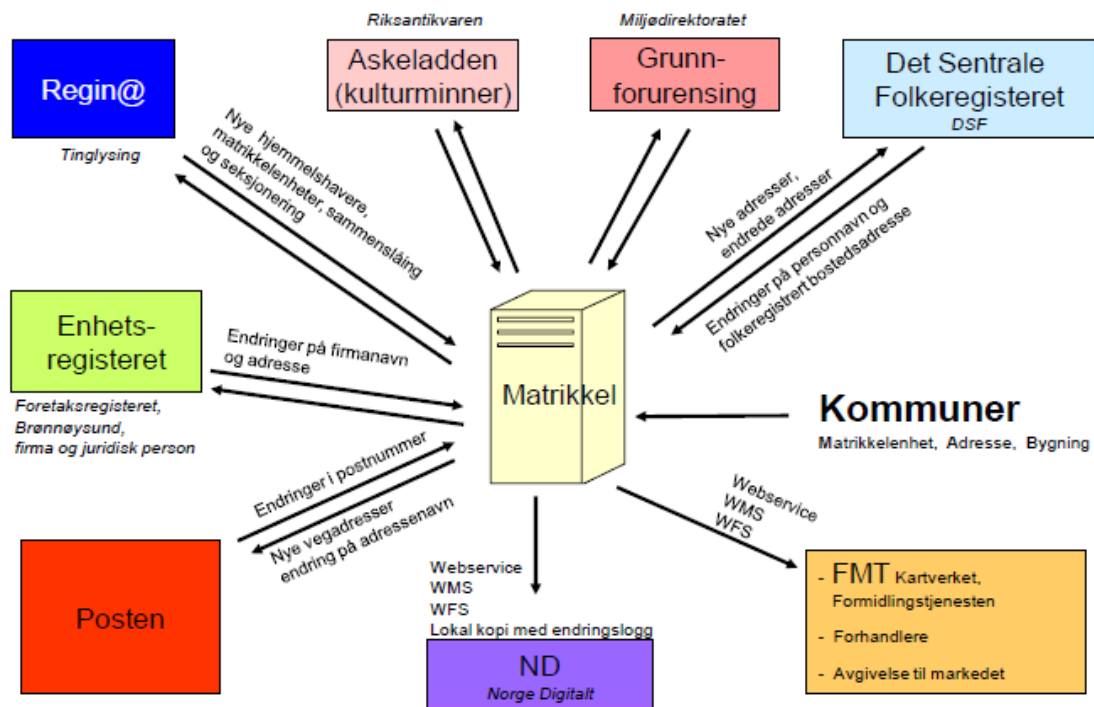 Riksantikvaren
Miljødirektoratet
Regin@
Tinglysing
Askeladden
(kulturminner)
Grunn-
forurensing
Det Sentrale
Folkeregisteret
DSF
Nye hjemmelshavere,
matrikkelenheter, sammenslåing
og seksjonering
Nye adresser,
endrede adresser
Endringer på personnavn og
folkeregistrert bostedsadresse
Enhets-
registeret
Foretaksregisteret,
Brønnøysund,
firma og juridisk person
Endringer på firmanavn
og adresse
Matrikkel
Kommuner
Matrikkelenhet, Adresse, Bygning
Endringer i postnummer
Nye vegadresser
endring på adressenavn
Posten
Webservice
WMS
WFS
Lokal kopi med endringslogg
ND
Norge Digitalt
Webservice
WMS
WFS
- FMT Kartverket,
Formidlingstjenesten
- Forhandlere
- Avgivelse til markedet